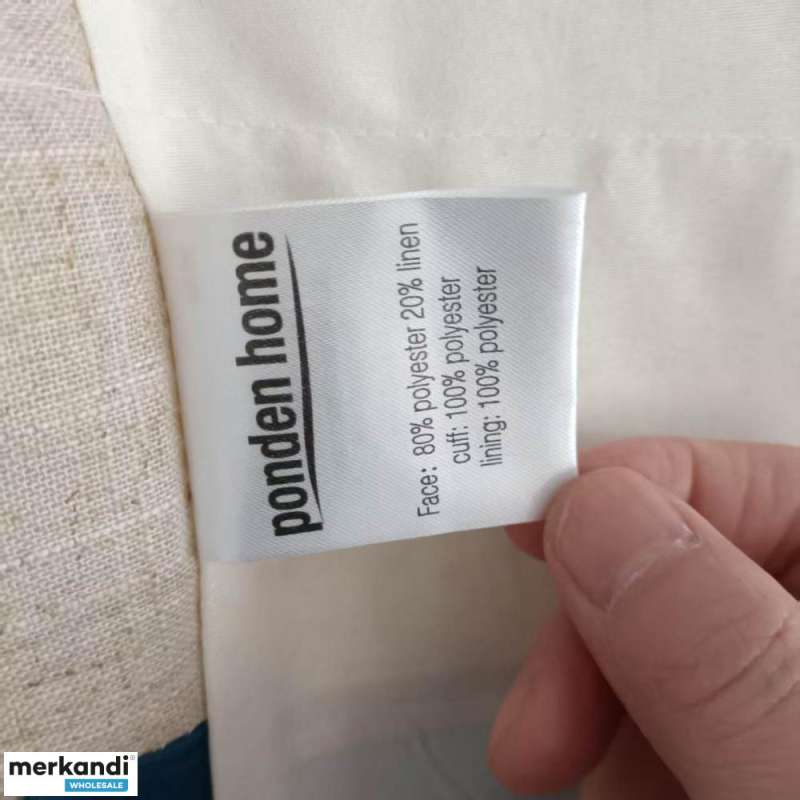 ponden home
Face: 80% polyester 20% linen
cuff: 100% polyester
lining: 100% polyester
merkandi®
WHOLESALE